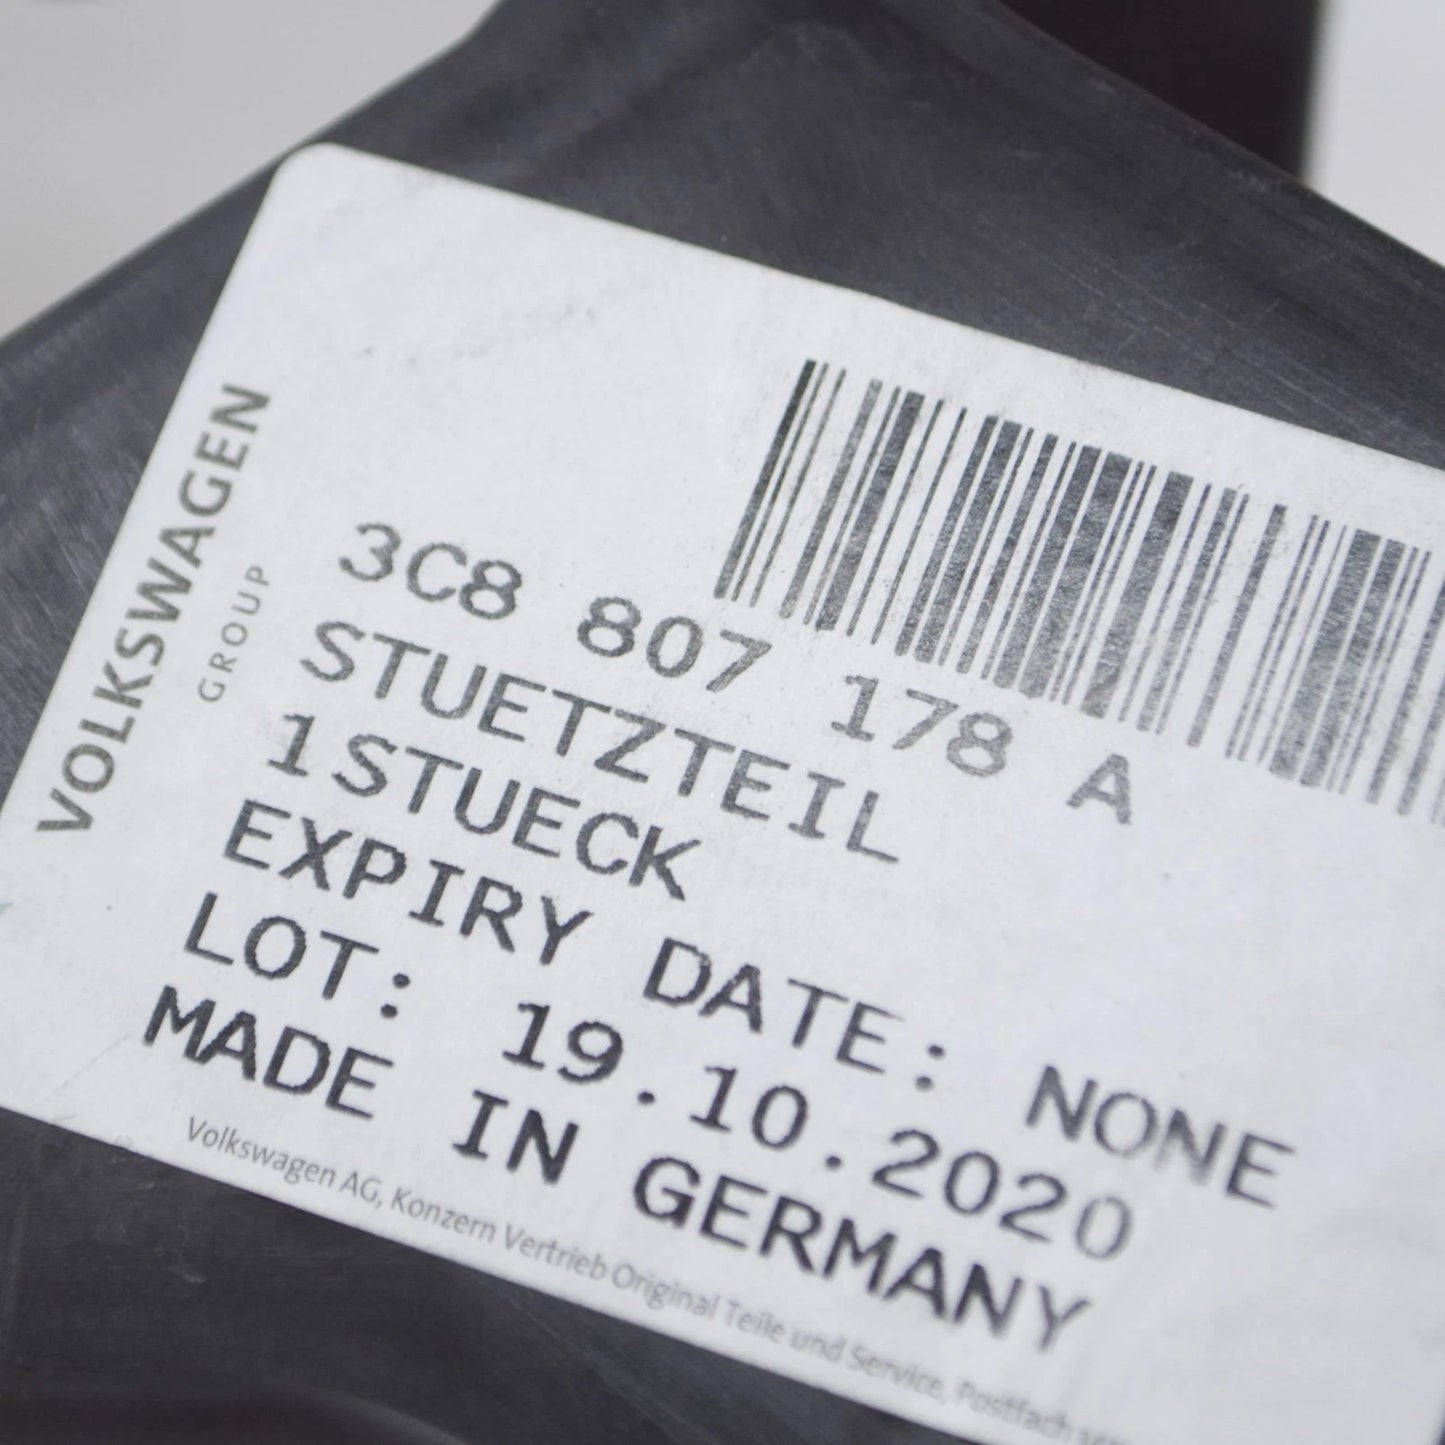 VOLKSWAGEN
GROUP
3C8 807 178 A
STUETZTEIL
1STUECK
EXPIRY DATE: NONE
LOT: 19.10.2020
MADE IN GERMANY
Volkswagen AG, Konzern Vertrieb Original Teile und Service, Postfach